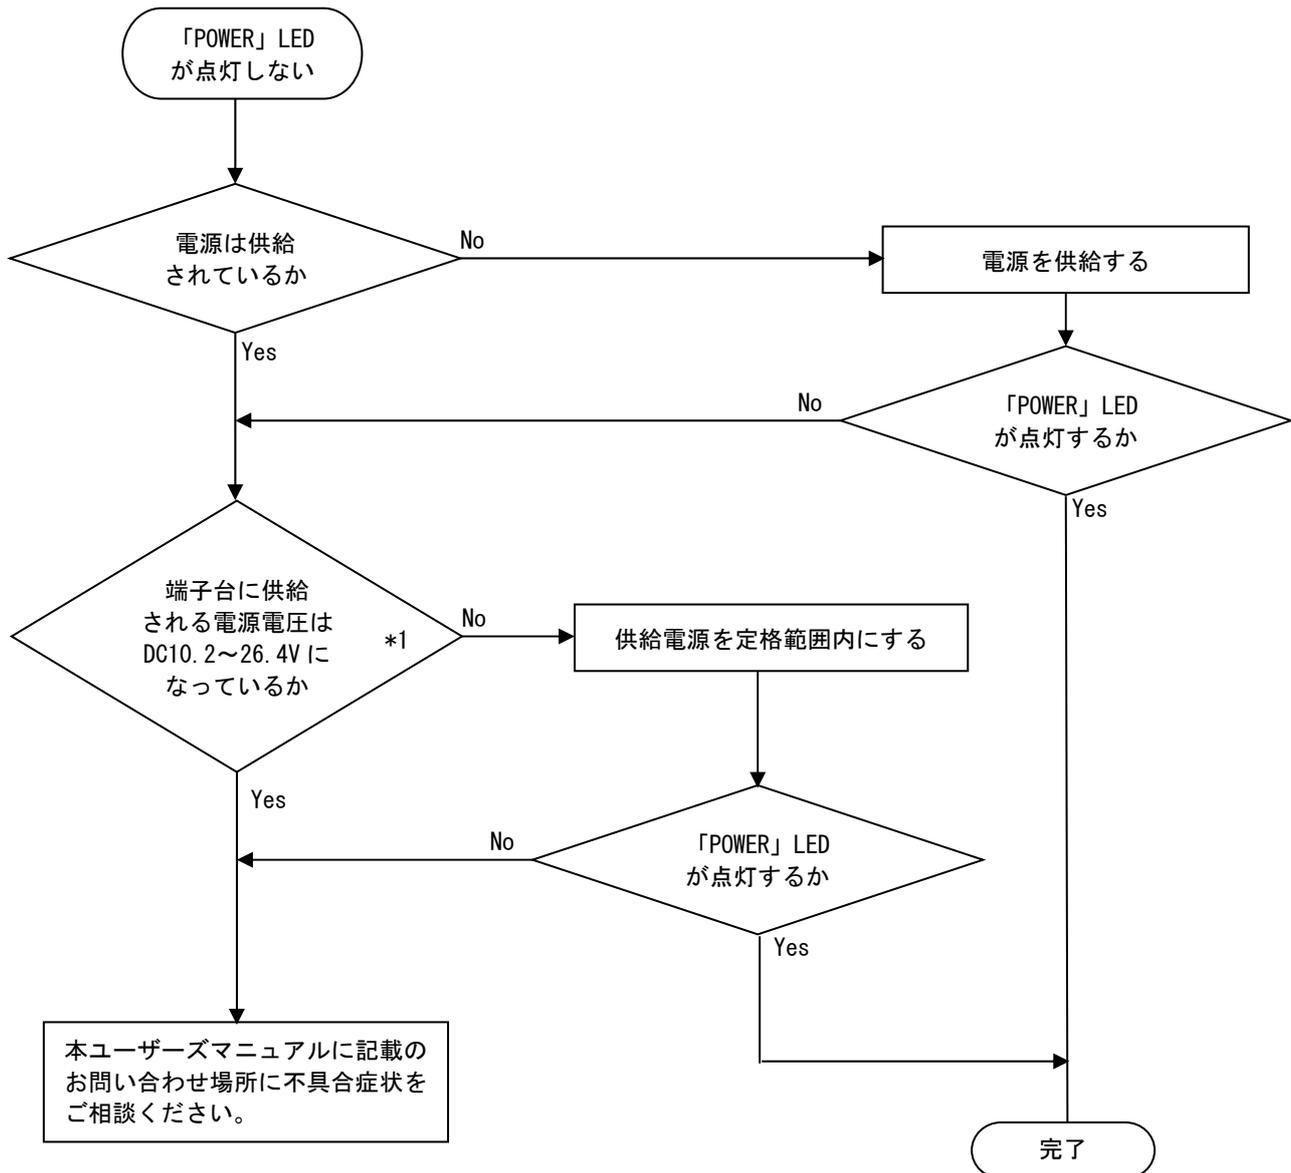 「POWER」LED
が点灯しない
電源は供給
されているか
No
電源を供給する
Yes
No
「POWER」LED
が点灯するか
Yes
端子台に供給
される電源電圧は
DC10.2～26.4Vに
なっているか
*1
No
供給電源を定格範囲内にする
Yes
No
「POWER」LED
が点灯するか
Yes
本ユーザーズマニュアルに記載の
お問い合わせ場所に不具合症状を
ご相談ください。
完了